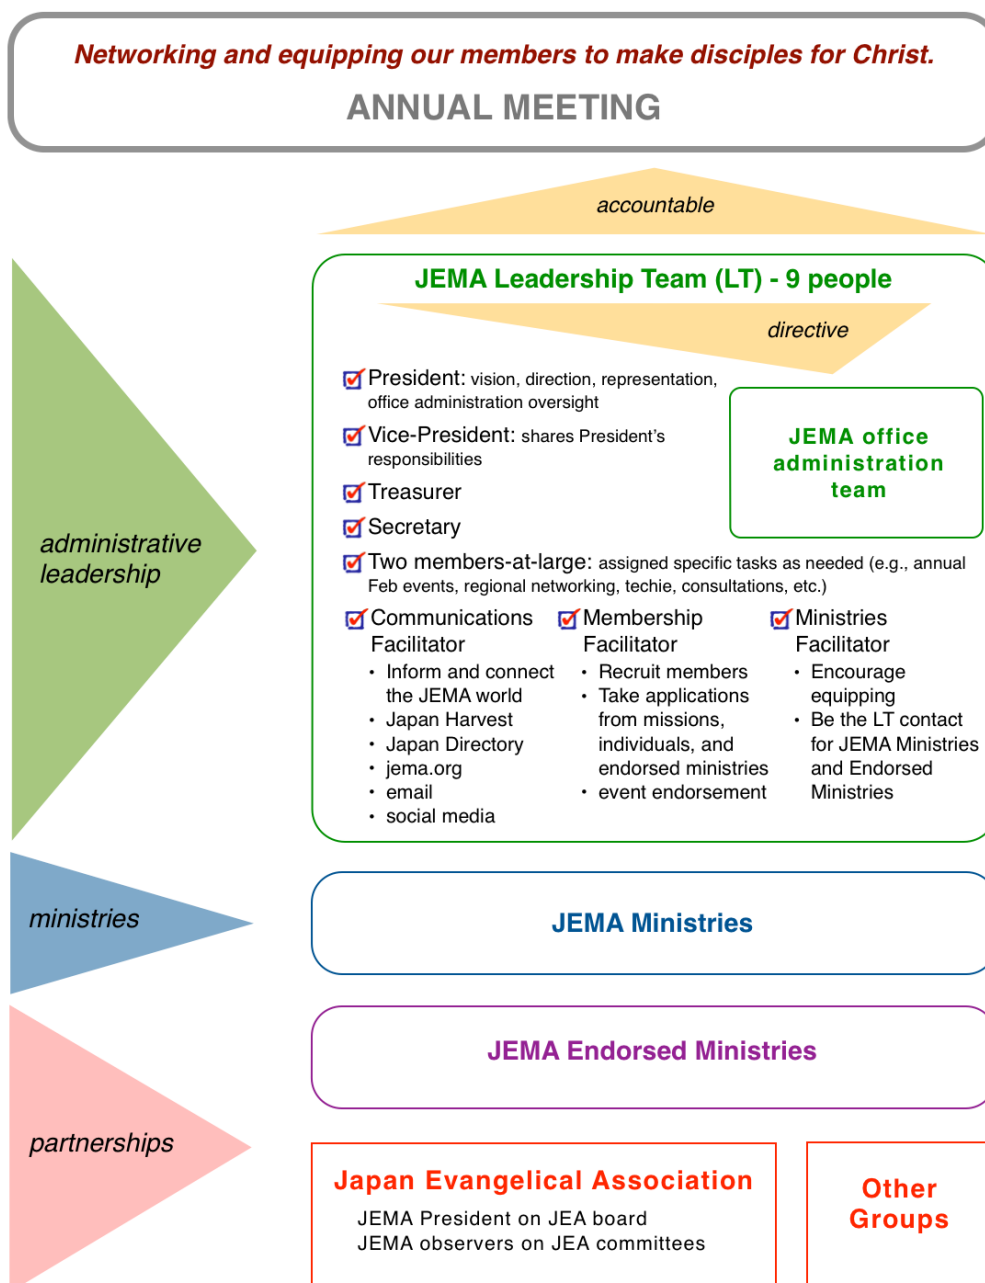 Networking and equipping our members to make disciples for Christ.
ANNUAL MEETING
accountable
JEMA Leadership Team (LT) - 9 people
directive
President: vision, direction, representation,
office administration oversight
Vice-President: shares President's
responsibilities
Treasurer
Secretary
JEMA office
administration
team
Two members-at-large: assigned specific tasks as needed (e.g., annual
Feb events, regional networking, techie, consultations, etc.)
Communications
Facilitator
• Inform and connect
the JEMA world
• Japan Harvest
• Japan Directory
• jema.org
• email
• social media
Membership
Facilitator
• Recruit members
• Take applications
from missions,
individuals, and
endorsed ministries
• event endorsement
Ministries
Facilitator
• Encourage
equipping
• Be the LT contact
for JEMA Ministries
and Endorsed
Ministries
administrative
leadership
ministries
JEMA Ministries
JEMA Endorsed Ministries
partnerships
Japan Evangelical Association
JEMA President on JEA board
JEMA observers on JEA committees
Other
Groups